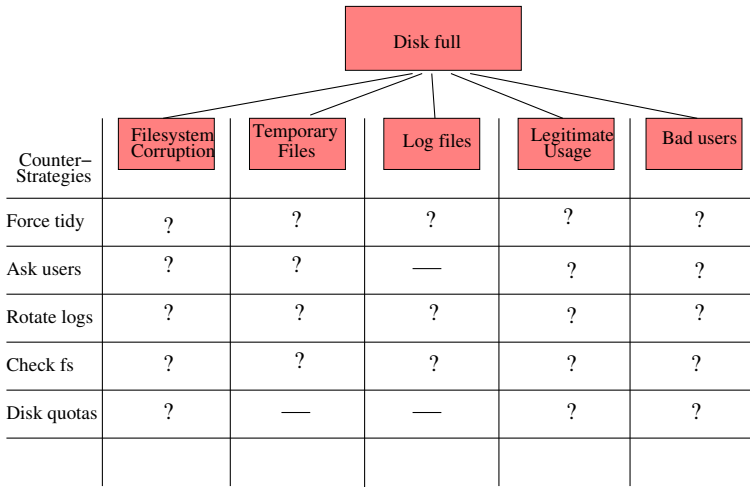 Disk full
Filesystem
Corruption
Temporary
Files
Log files
Legitimate
Usage
Bad users
Counter–
Strategies
Force tidy ? ? ? ? ?
Ask users ? ? — ? ?
Rotate logs ? ? ? ? ?
Check fs ? ? ? ? ?
Disk quotas ? — — ? ?